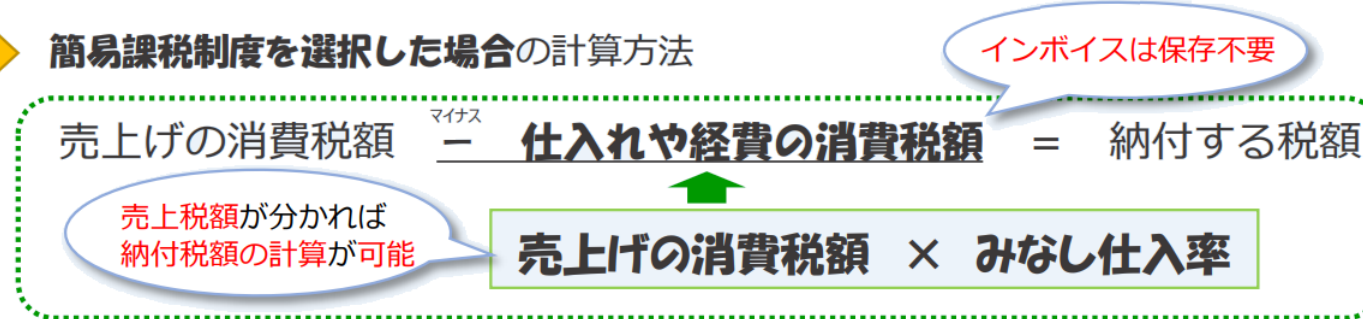 簡易課税制度を選択した場合の計算方法
インボイスは保存不要
マイナス
売上げの消費税額 － 仕入れや経費の消費税額 ＝ 納付する税額
売上税額が分かれば
納付税額の計算が可能
売上げの消費税額 × みなし仕入率